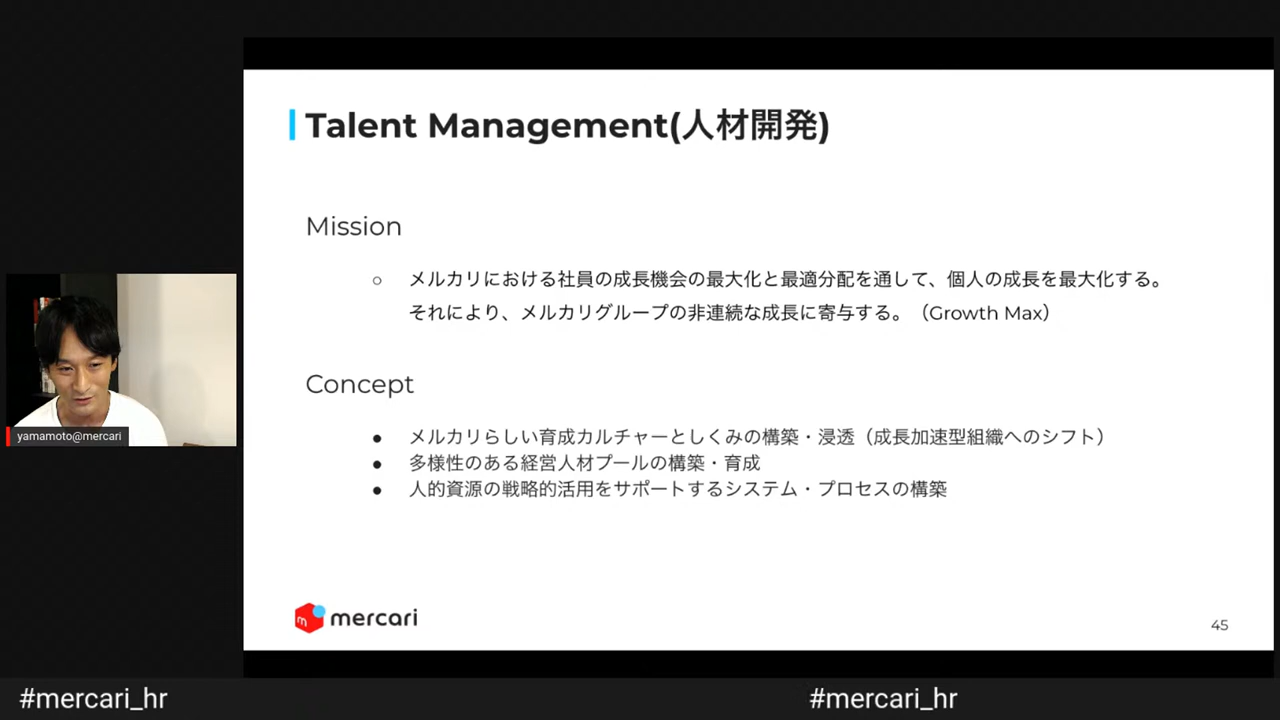 Talent Management(人材開発)
Mission
メルカリにおける社員の成長機会の最大化と最適分配を通して、個人の成長を最大化する。
それにより、メルカリグループの非連続な成長に寄与する。（Growth Max）
Concept
メルカリらしい育成カルチャーとしくみの構築・浸透（成長加速型組織へのシフト）
多様性のある経営人材プールの構築・育成
人的資源の戦略的活用をサポートするシステム・プロセスの構築
yamamoto@mercari
m mercari
45
#mercari_hr
#mercari_hr